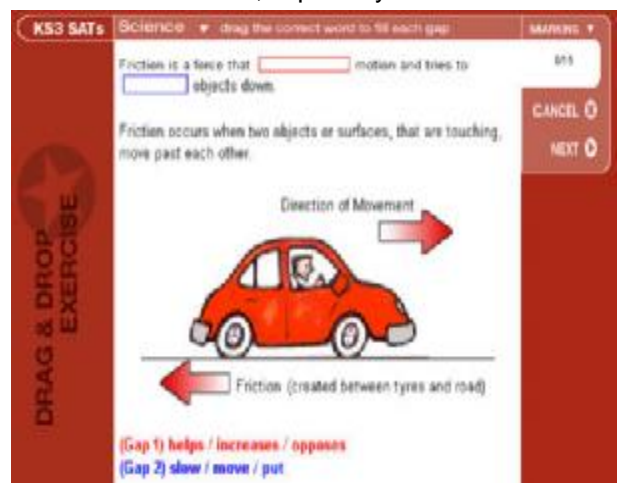 KS3 SATs
Science ▼ drag the correct word to fill each gap
MARKING ▼
Friction is a force that motion and tries to
objects down.
CANCEL
NEXT
Friction occurs when two objects or surfaces, that are touching,
move past each other.
DRAG & DROP
EXERCISE
Direction of Movement
Friction (created between tyres and road)
(Gap 1) helps / increases / opposes
(Gap 2) slow / move / put